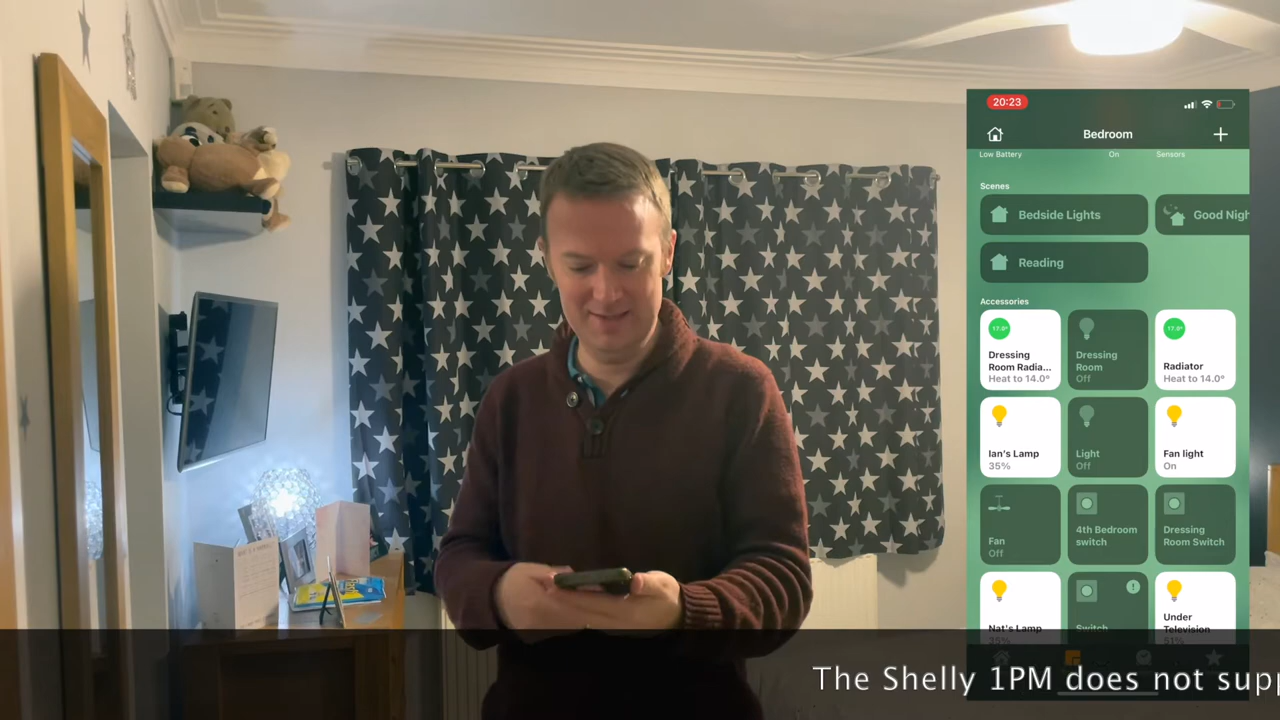 20:23
Bedroom
Low Battery
On
Sensors
Scenes
Bedside Lights
Good Nigh
Reading
Accessories
17.0°
Dressing
Room Radia...
Heat to 14.0°
Dressing
Room
Off
17.0°
Radiator
Heat to 14.0°
Ian's Lamp
35%
Light
Off
Fan light
On
Fan
Off
4th Bedroom
switch
Dressing
Room Switch
Nat's Lamp
35%
Switch
Under
Television
51%
The Shelly 1PM does not supp